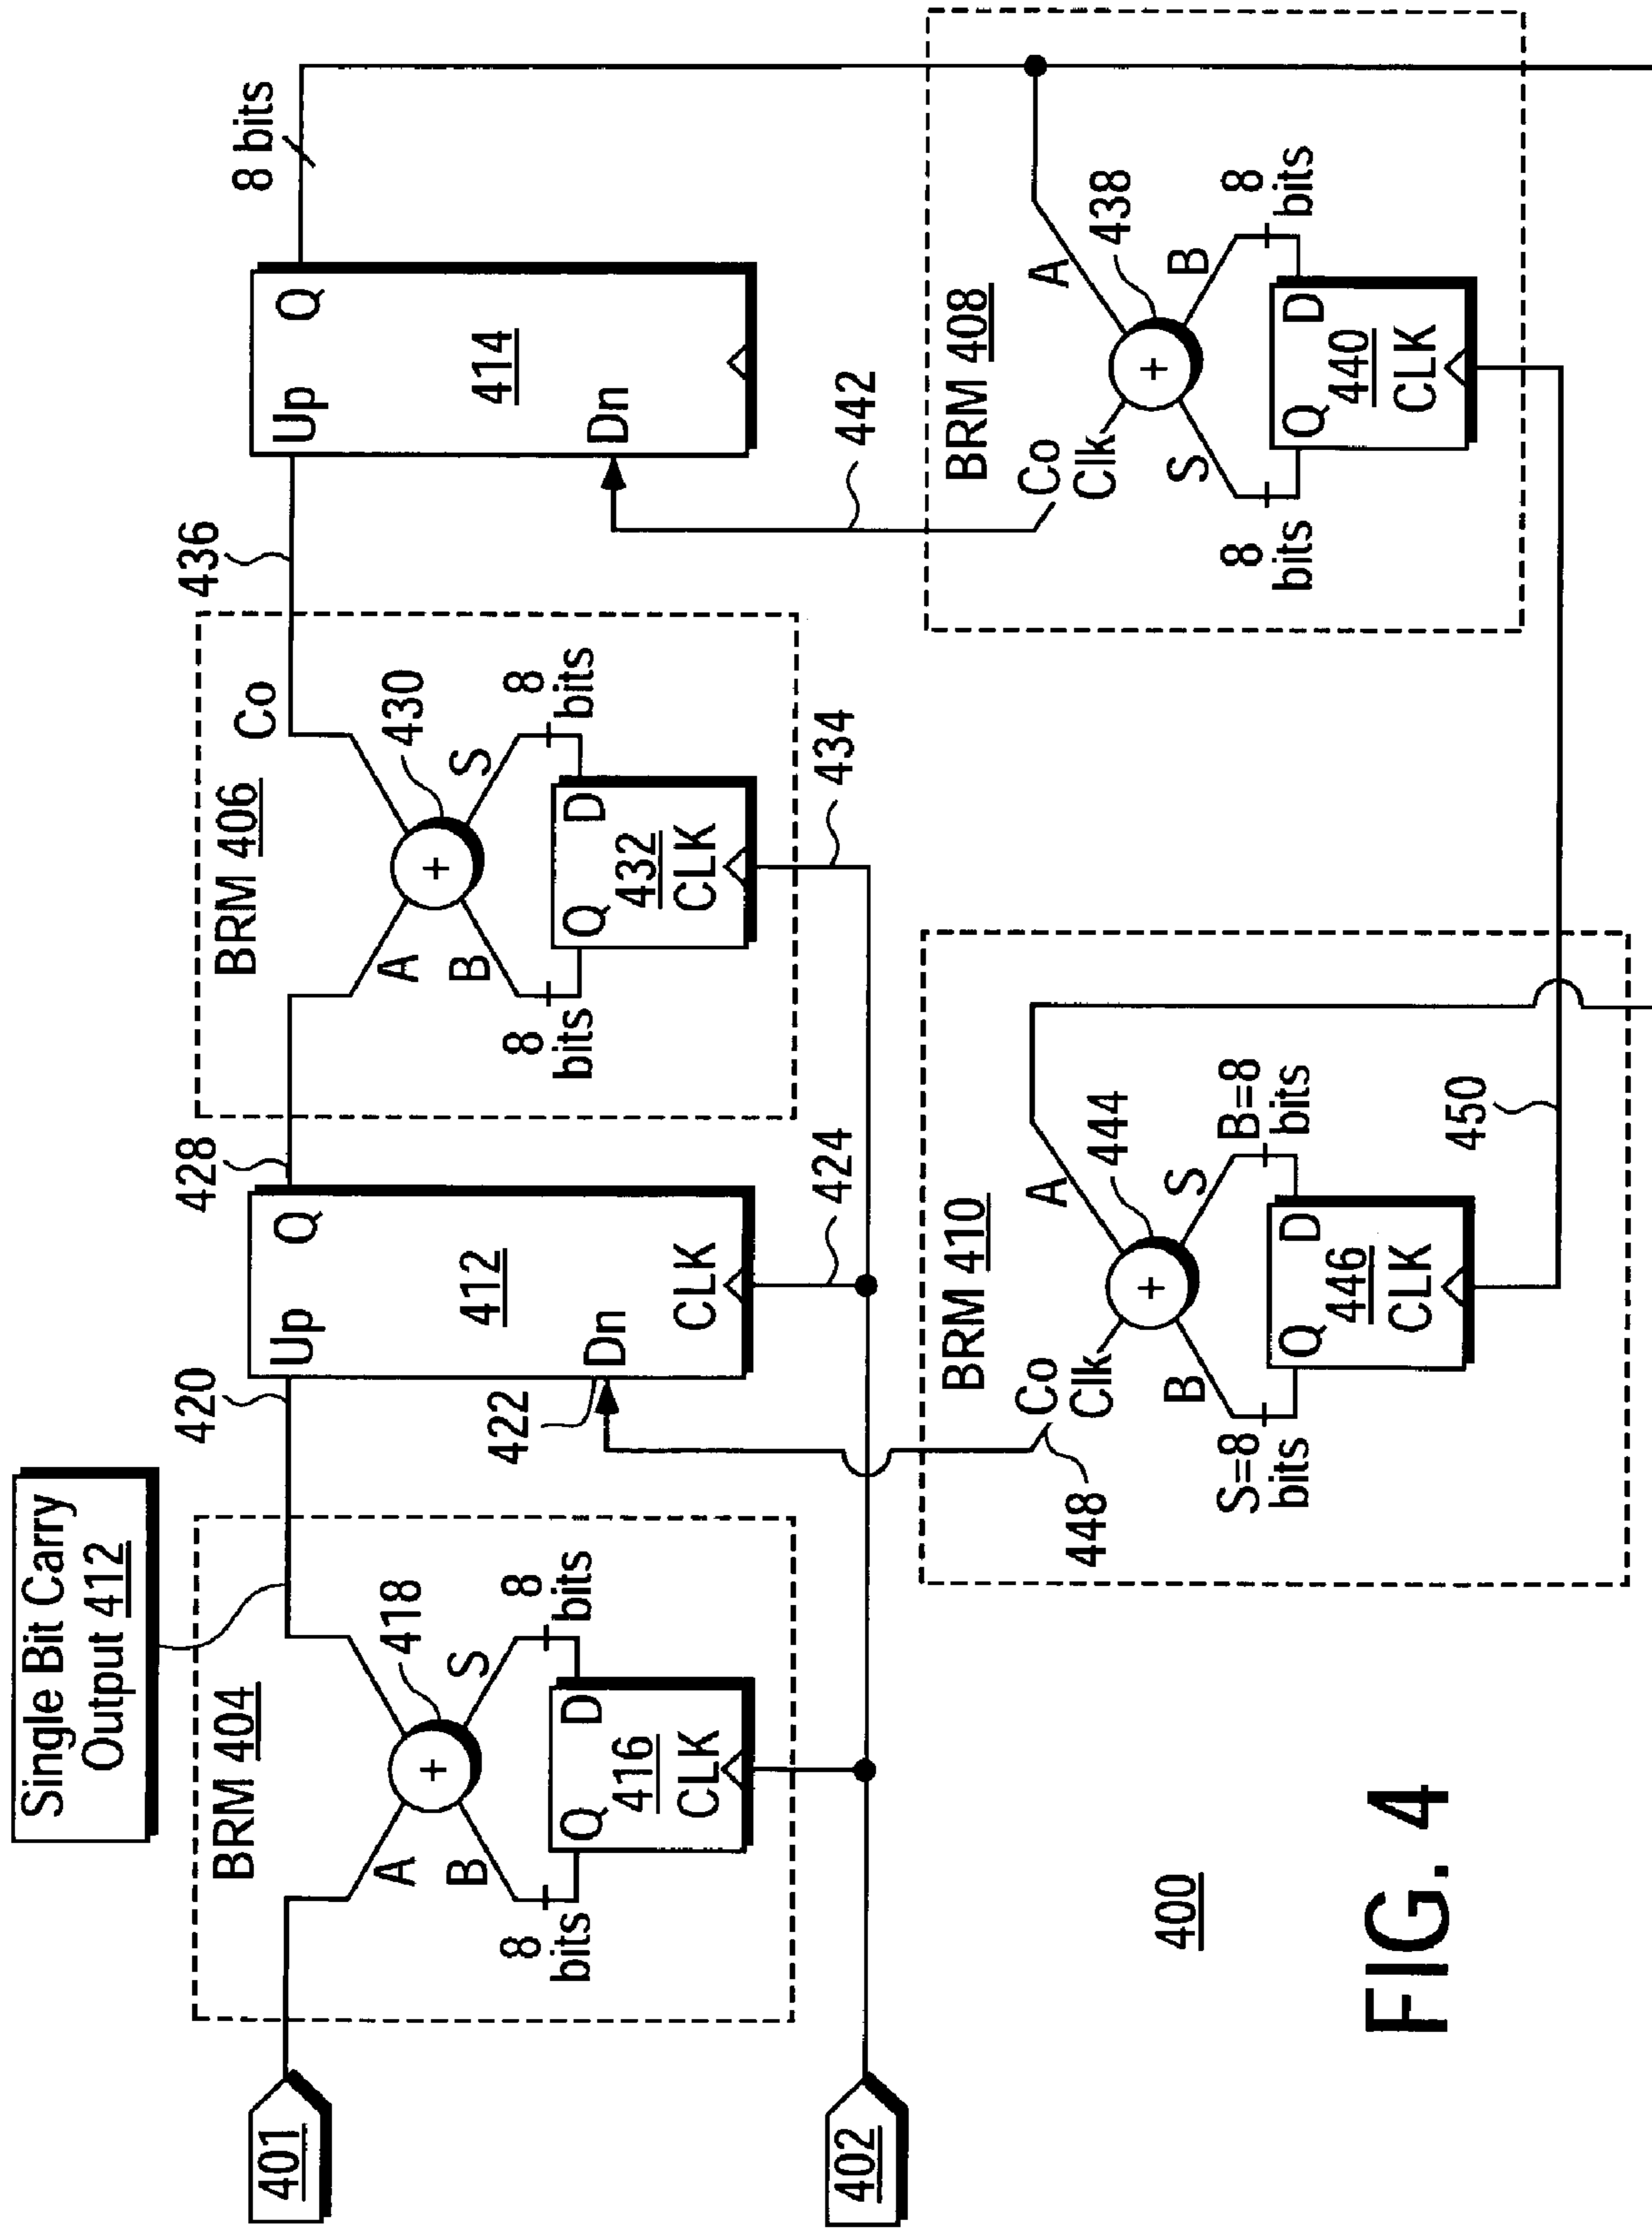 Single Bit Carry
Output 412
401
402
BRM 404
A
B
S
418
8
bits
8
bits
Q
D
416
CLK
420
Up
Q
412
Dn
CLK
422
424
428
BRM 406
Co
A
B
S
430
8
bits
8
bits
Q
D
432
CLK
434
436
Up
Q
414
Dn
8 bits
442
BRM 410
Co
Clk
A
B
S
444
S=8
bits
B=8
bits
Q
D
446
CLK
448
450
BRM 408
Co
Clk
A
S
B
438
8
bits
8
bits
Q
D
440
CLK
400
FIG. 4